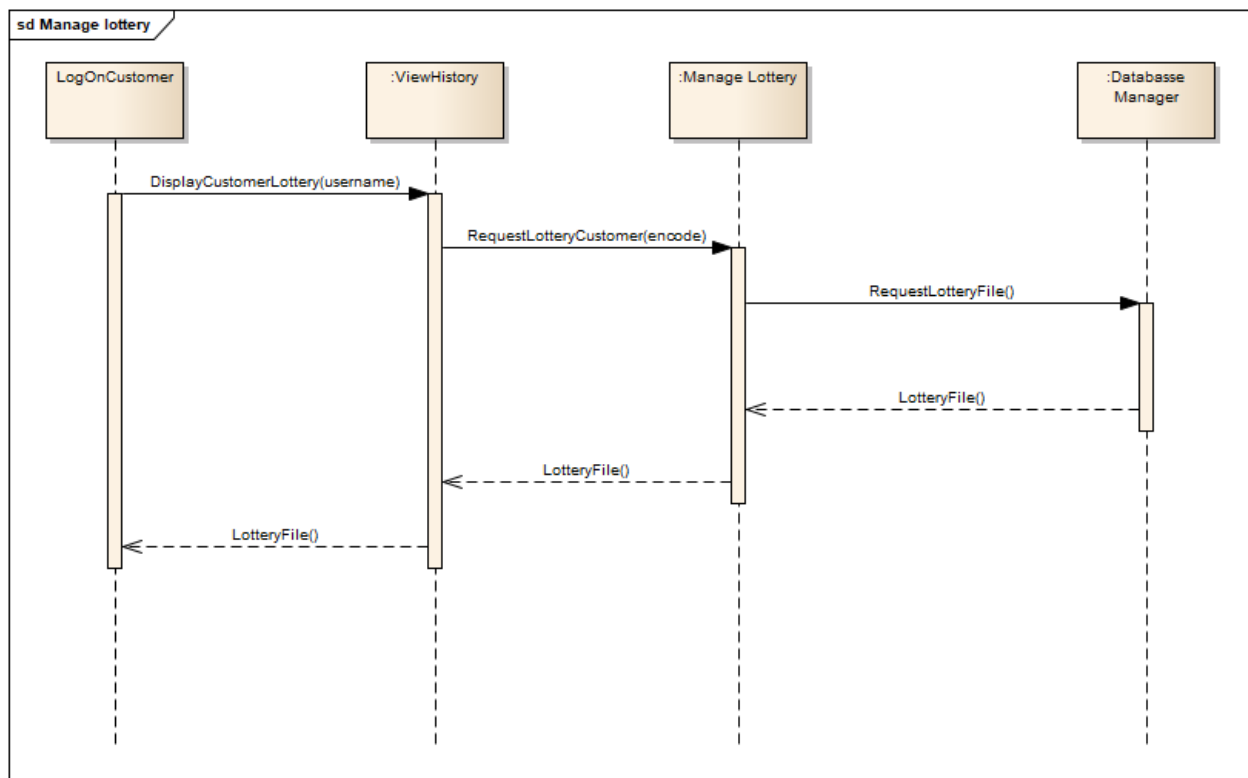 sd Manage lottery
LogOnCustomer
:ViewHistory
:Manage Lottery
:Databasse
Manager
DisplayCustomerLottery(username)
RequestLotteryCustomer(encode)
RequestLotteryFile()
LotteryFile()
LotteryFile()
LotteryFile()